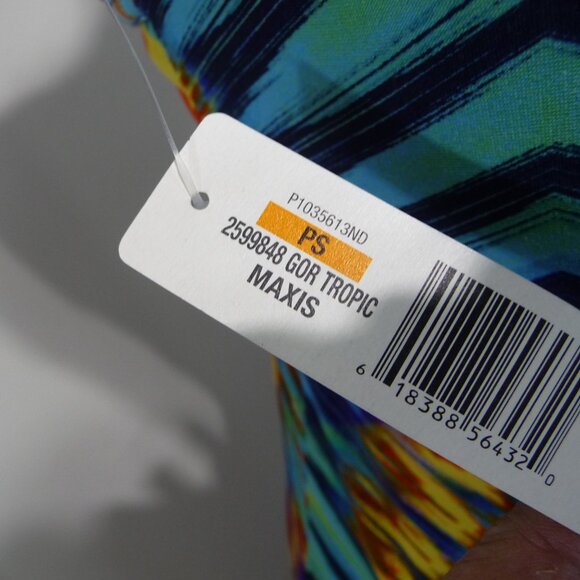 P1035613ND
PS
2599848 GOR TROPIC
MAXIS
6 18388 56432 0